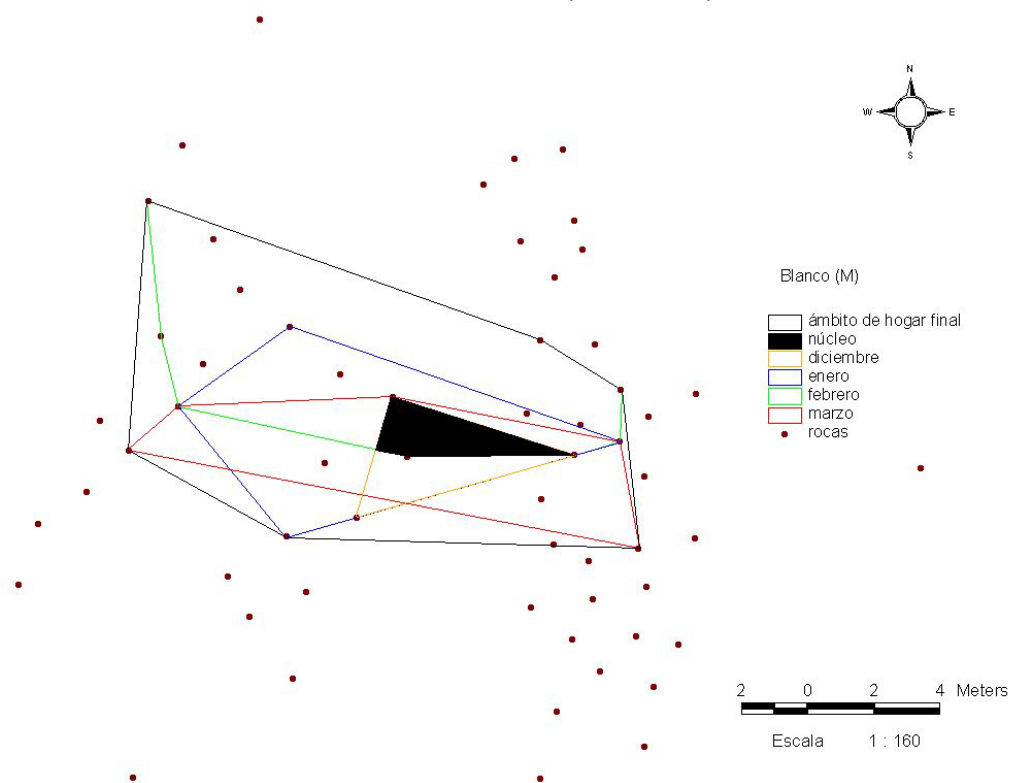 N
W E
S
Blanco (M)
ámbito de hogar final
núcleo
diciembre
enero
febrero
marzo
rocas
2 0 2 4 Meters
Escala 1 : 160